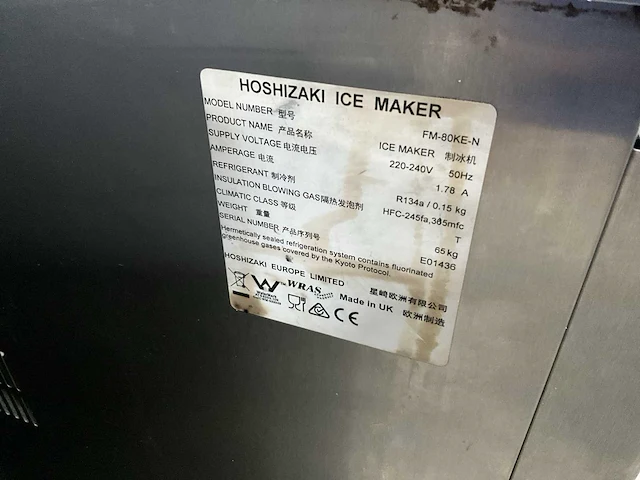 HOSHIZAKI ICE MAKER
MODEL NUMBER 型号 FM-80KE-N
PRODUCT NAME 产品名称 ICE MAKER 制冰机
SUPPLY VOLTAGE 电流电压 220-240V 50Hz
AMPERAGE 电流 1.78 A
REFRIGERANT 制冷剂 R134a / 0.15 kg
INSULATION BLOWING GAS 隔热发泡剂 HFC-245fa,365mfc
CLIMATIC CLASS 等级 T
WEIGHT 重量 65 kg
SERIAL NUMBER 产品序列号 E01436
Hermetically sealed refrigeration system contains fluorinated
greenhouse gases covered by the Kyoto Protocol.
HOSHIZAKI EUROPE LIMITED 星崎欧洲有限公司
WRAS Made in UK 欧洲制造
CE